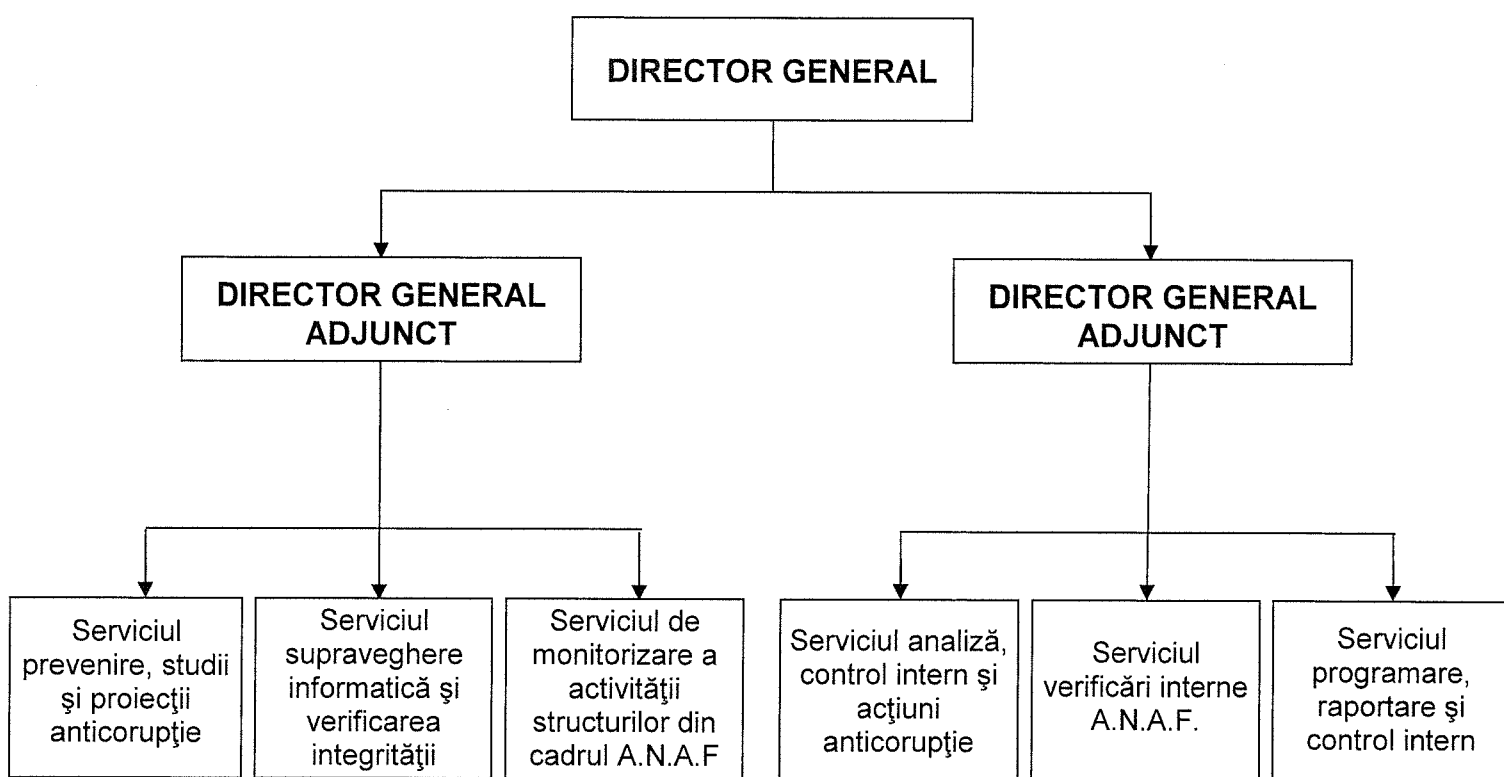 DIRECTOR GENERAL
DIRECTOR GENERAL
ADJUNCT
DIRECTOR GENERAL
ADJUNCT
Serviciul
prevenire, studii
şi proiecţii
anticorupţie
Serviciul
supraveghere
informatică şi
verificarea
integrităţii
Serviciul de
monitorizare a
activităţii
structurilor din
cadrul A.N.A.F
Serviciul analiză,
control intern şi
acţiuni
anticorupţie
Serviciul
verificări interne
A.N.A.F.
Serviciul
programare,
raportare şi
control intern